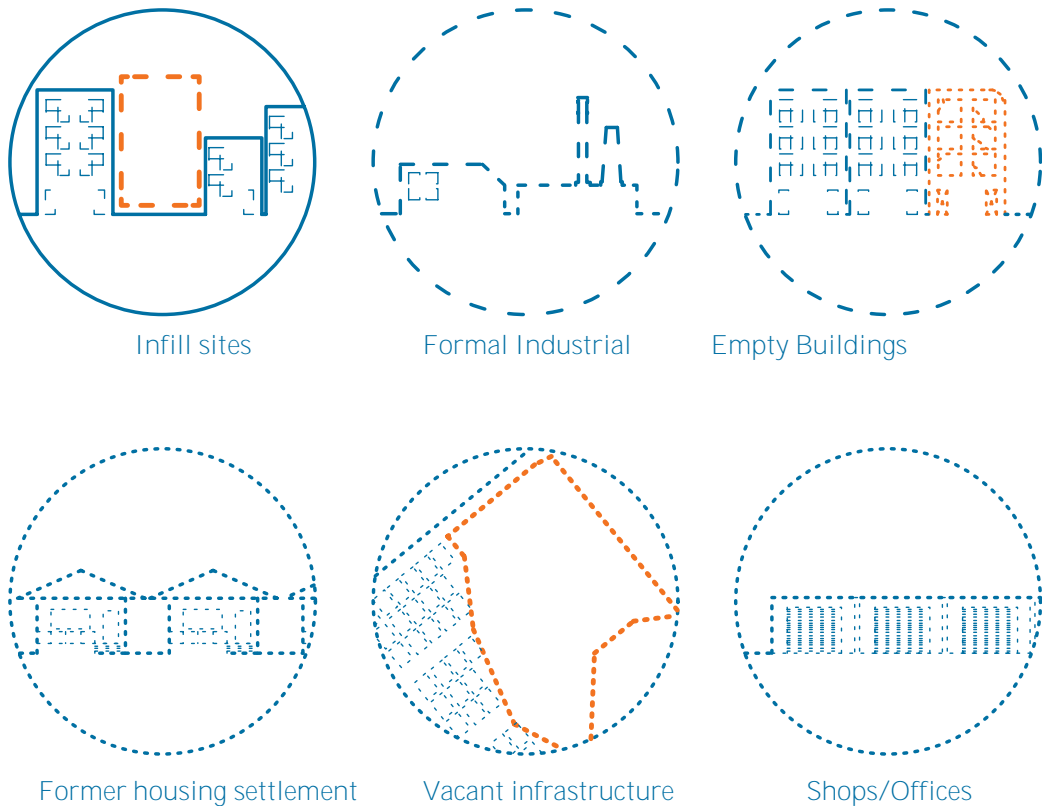 Infill sites
Formal Industrial
Empty Buildings
Former housing settlement
Vacant infrastructure
Shops/Offices